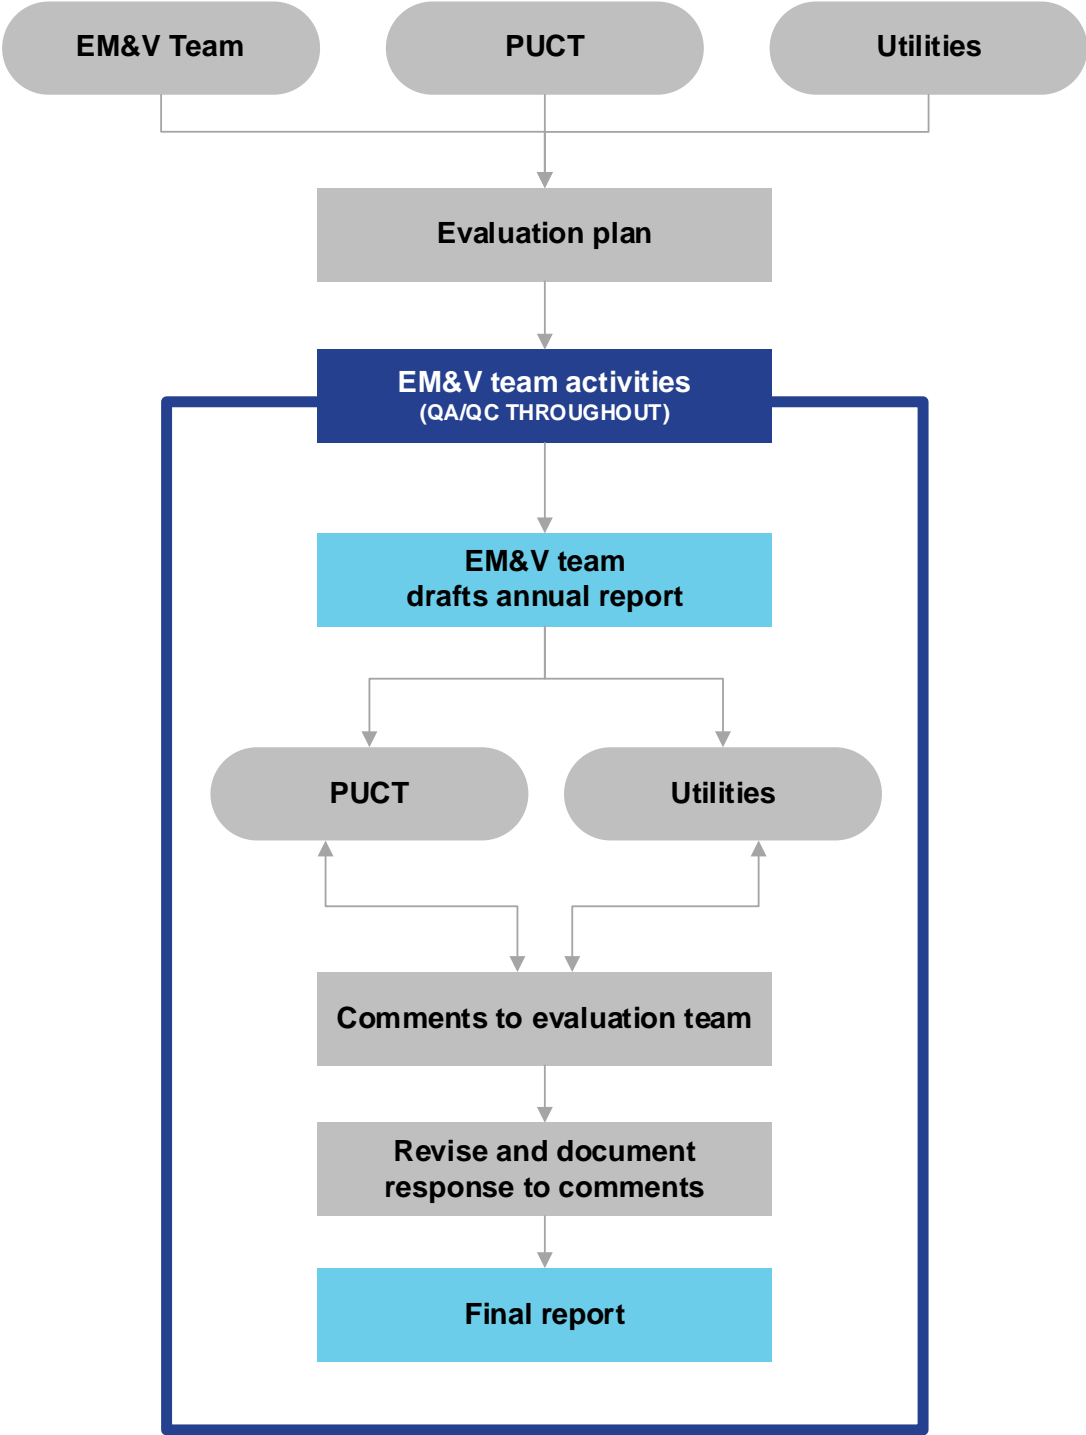 EM&V Team
PUCT
Utilities
Evaluation plan
EM&V team activities
(QA/QC THROUGHOUT)
EM&V team
drafts annual report
PUCT
Utilities
Comments to evaluation team
Revise and document
response to comments
Final report